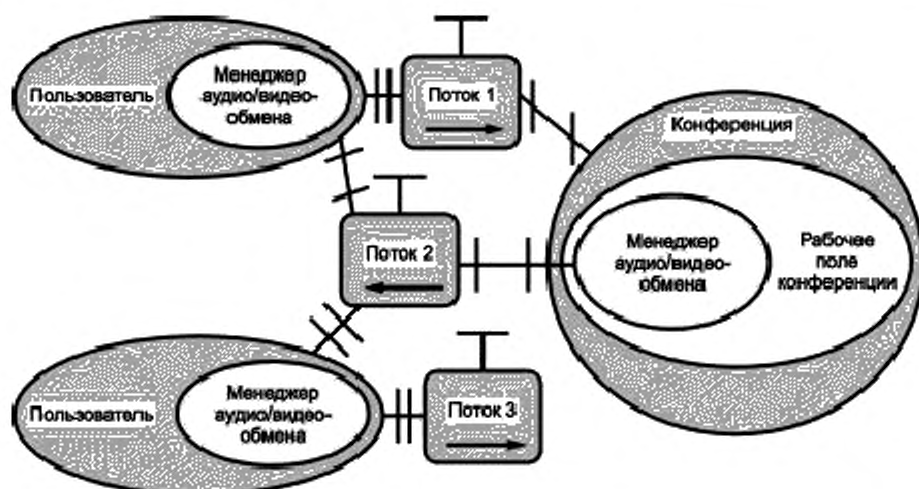 Пользователь
Менеджер
аудио/видео-
обмена
Поток 1
Конференция
Поток 2
Менеджер
аудио/видео-
обмена
Рабочее
поле
конференции
Пользователь
Менеджер
аудио/видео-
обмена
Поток 3